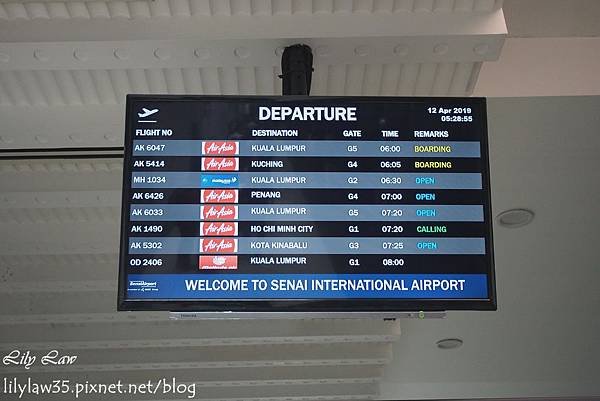 DEPARTURE
12 Apr 2019
05:28:55
FLIGHT NO DESTINATION GATE TIME REMARKS
AK 6047 AirAsia KUALA LUMPUR G5 06:00 BOARDING
AK 5414 AirAsia KUCHING G4 06:05 BOARDING
MH 1034 malaysia KUALA LUMPUR G2 06:30 OPEN
AK 6426 AirAsia PENANG G4 07:00 OPEN
AK 6033 AirAsia KUALA LUMPUR G5 07:20 OPEN
AK 1490 AirAsia HO CHI MINH CITY G1 07:20 CALLING
AK 5302 AirAsia KOTA KINABALU G3 07:25 OPEN
OD 2406 KUALA LUMPUR G1 08:00
SenaiAirport WELCOME TO SENAI INTERNATIONAL AIRPORT
TOSHIBA
Lily Law
lilylaw35.pixnet.net/blog